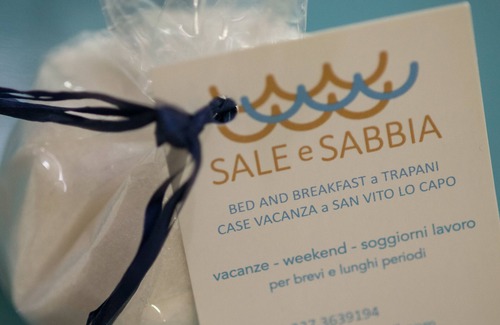 SALE e SABBIA
BED AND BREAKFAST a TRAPANI
CASE VACANZA a SAN VITO LO CAPO
vacanze - weekend - soggiorni lavoro
per brevi e lunghi periodi
3639194